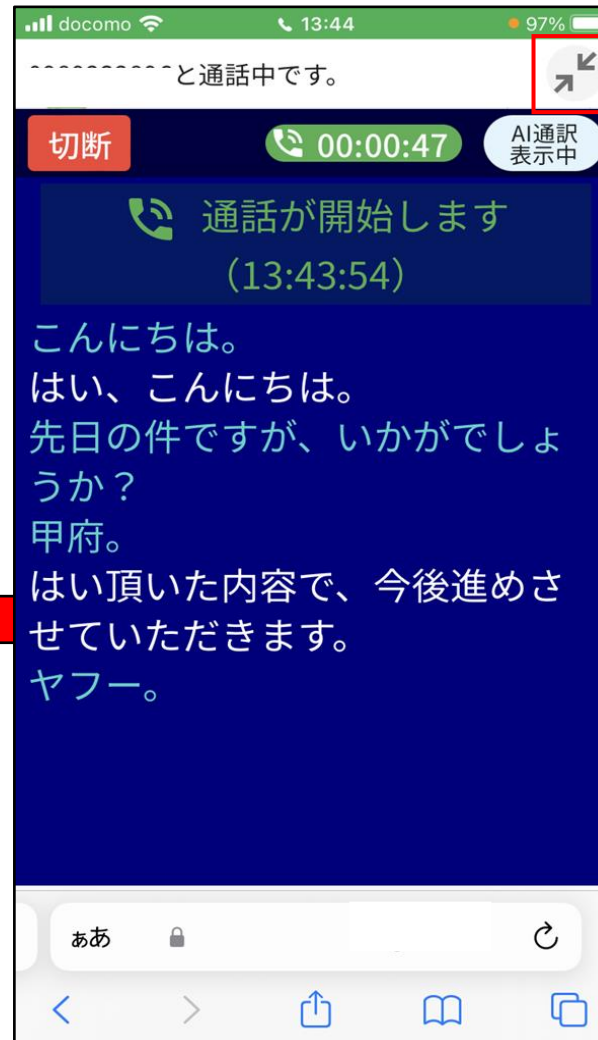 docomo 13:44 97%
と通話中です。
切断 00:00:47 AI通訳
表示中
通話が開始します
(13:43:54)
こんにちは。
はい、こんにちは。
先日の件ですが、いかがでしょ
うか？
甲府。
はい頂いた内容で、今後進めさ
せていただきます。
ヤフー。
ぁあ